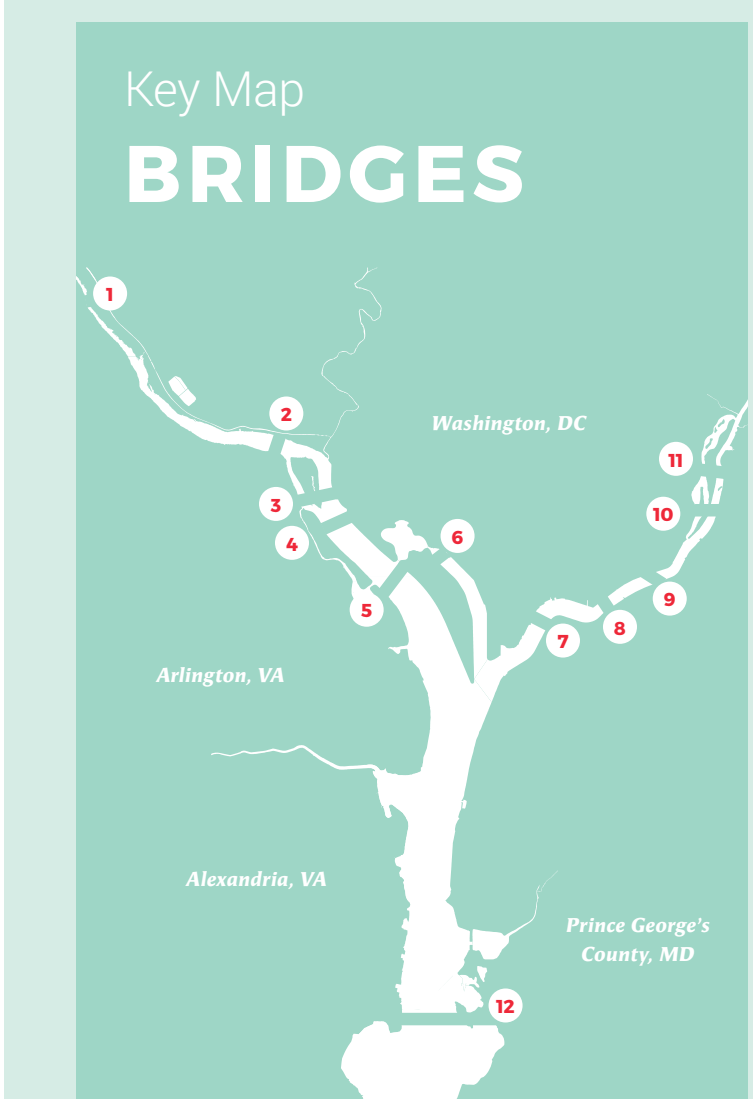 Key Map
BRIDGES
1
2
Washington, DC
11
3
10
4
6
5
9
8
7
Arlington, VA
Alexandria, VA
Prince George's
County, MD
12